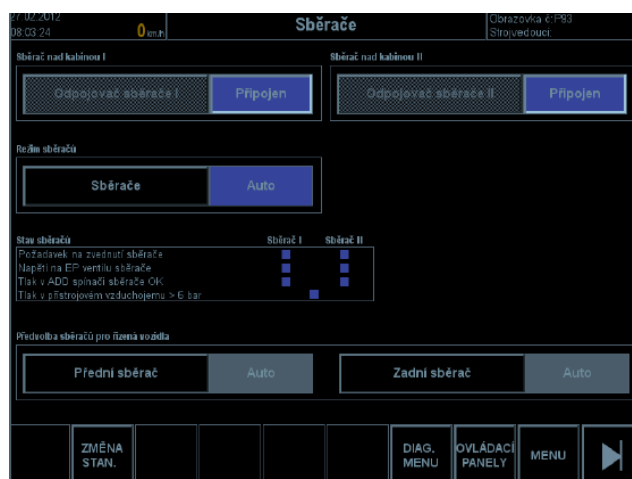 27.02.2012
08:03:24
0 km/h
Sběrače
Obrazovka č:P93
Strojvedoucí:
Sběrač nad kabinou I
Sběrač nad kabinou II
Odpojovač sběrače I
Připojen
Odpojovač sběrače II
Připojen
Režim sběračů
Sběrače
Auto
Stav sběračů
Sběrač I
Sběrač II
Požadavek na zvednutí sběrače
Napětí na EP ventilu sběrače
Tlak v ADD spínači sběrače OK
Tlak v přístrojovém vzduchojemu > 6 bar
Předvolba sběračů pro řízená vozidla
Přední sběrač
Auto
Zadní sběrač
Auto
ZMĚNA
STAN.
DIAG.
MENU
OVLÁDACÍ
PANELY
MENU